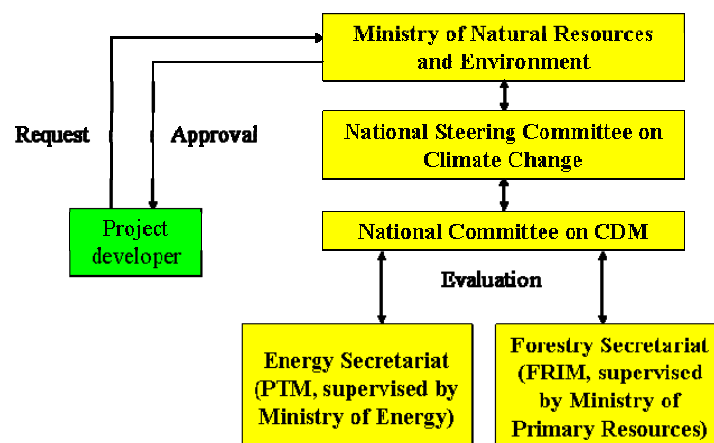 Ministry of Natural Resources
and Environment
Request
Approval
National Steering Committee on
Climate Change
Project
developer
National Committee on CDM
Evaluation
Energy Secretariat
(PTM, supervised by
Ministry of Energy)
Forestry Secretariat
(FRIM, supervised
by Ministry of
Primary Resources)